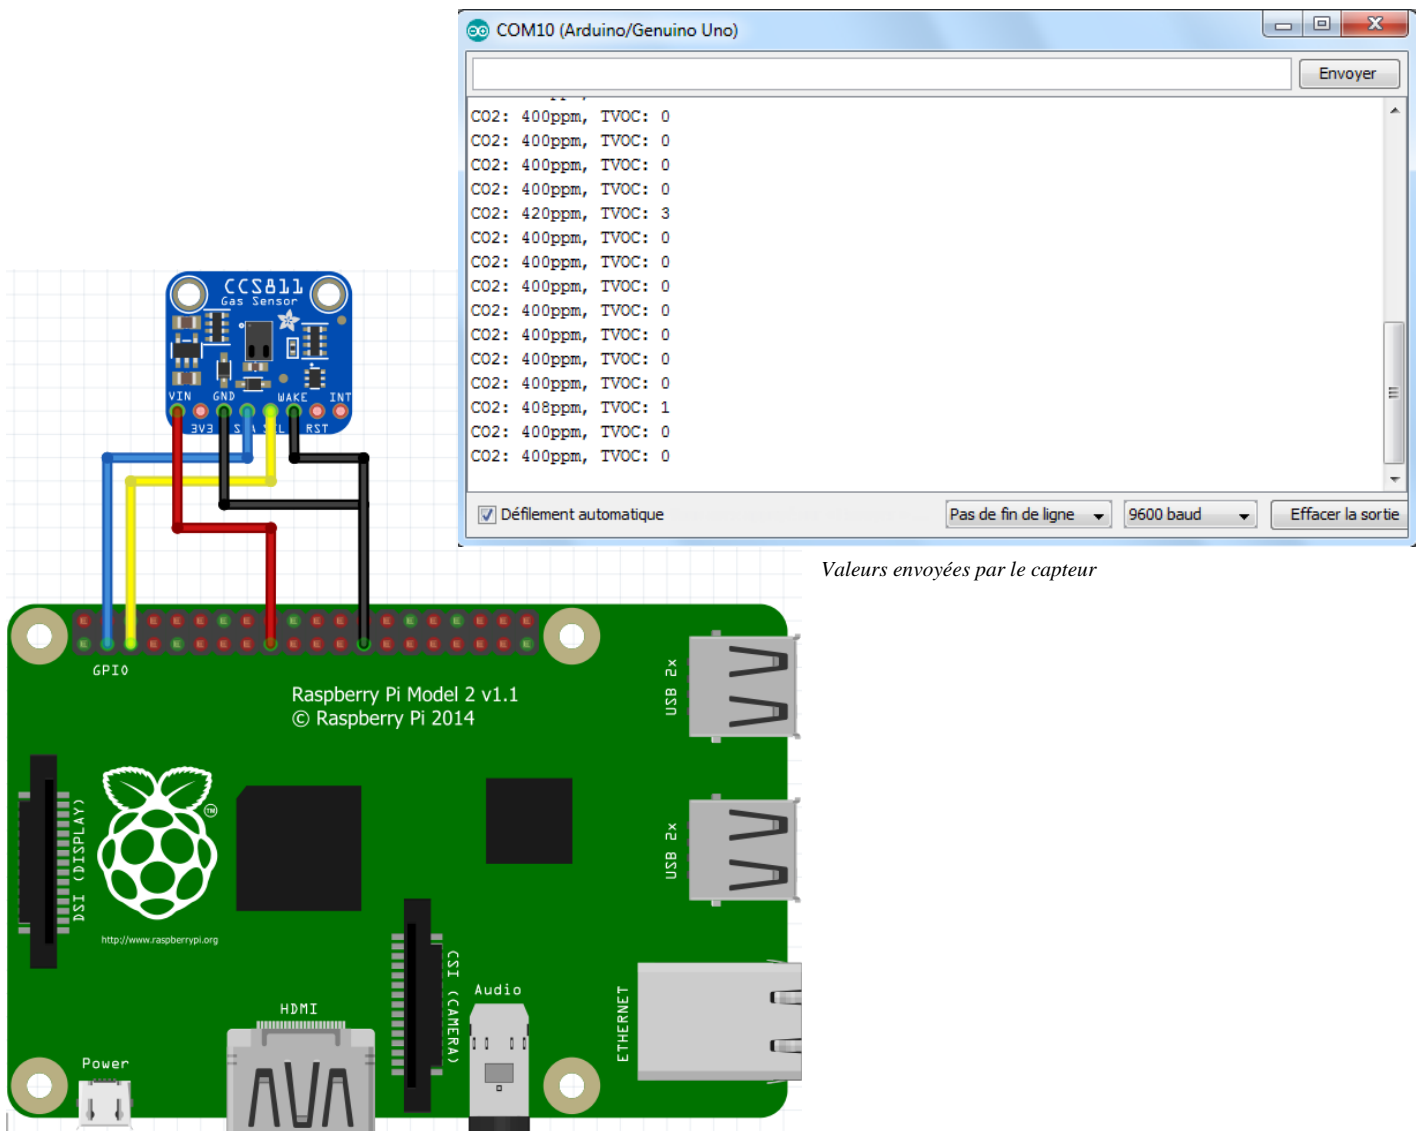 COM10 (Arduino/Genuino Uno)
Envoyer
CO2: 400ppm, TVOC: 0
CO2: 400ppm, TVOC: 0
CO2: 400ppm, TVOC: 0
CO2: 400ppm, TVOC: 0
CO2: 420ppm, TVOC: 3
CO2: 400ppm, TVOC: 0
CO2: 400ppm, TVOC: 0
CO2: 400ppm, TVOC: 0
CO2: 400ppm, TVOC: 0
CO2: 400ppm, TVOC: 0
CO2: 400ppm, TVOC: 0
CO2: 400ppm, TVOC: 0
CO2: 408ppm, TVOC: 1
CO2: 400ppm, TVOC: 0
CO2: 400ppm, TVOC: 0
Défilement automatique
Pas de fin de ligne
9600 baud
Effacer la sortie
Valeurs envoyées par le capteur
CCS811
Gas Sensor
VIN GND WAKE INT
3V3 RST
GPIO
Raspberry Pi Model 2 v1.1
© Raspberry Pi 2014
USB 2x
USB 2x
DSI (DISPLAY)
TM
http://www.raspberrypi.org
CSI (CAMERA)
Audio
HDMI
ETHERNET
Power